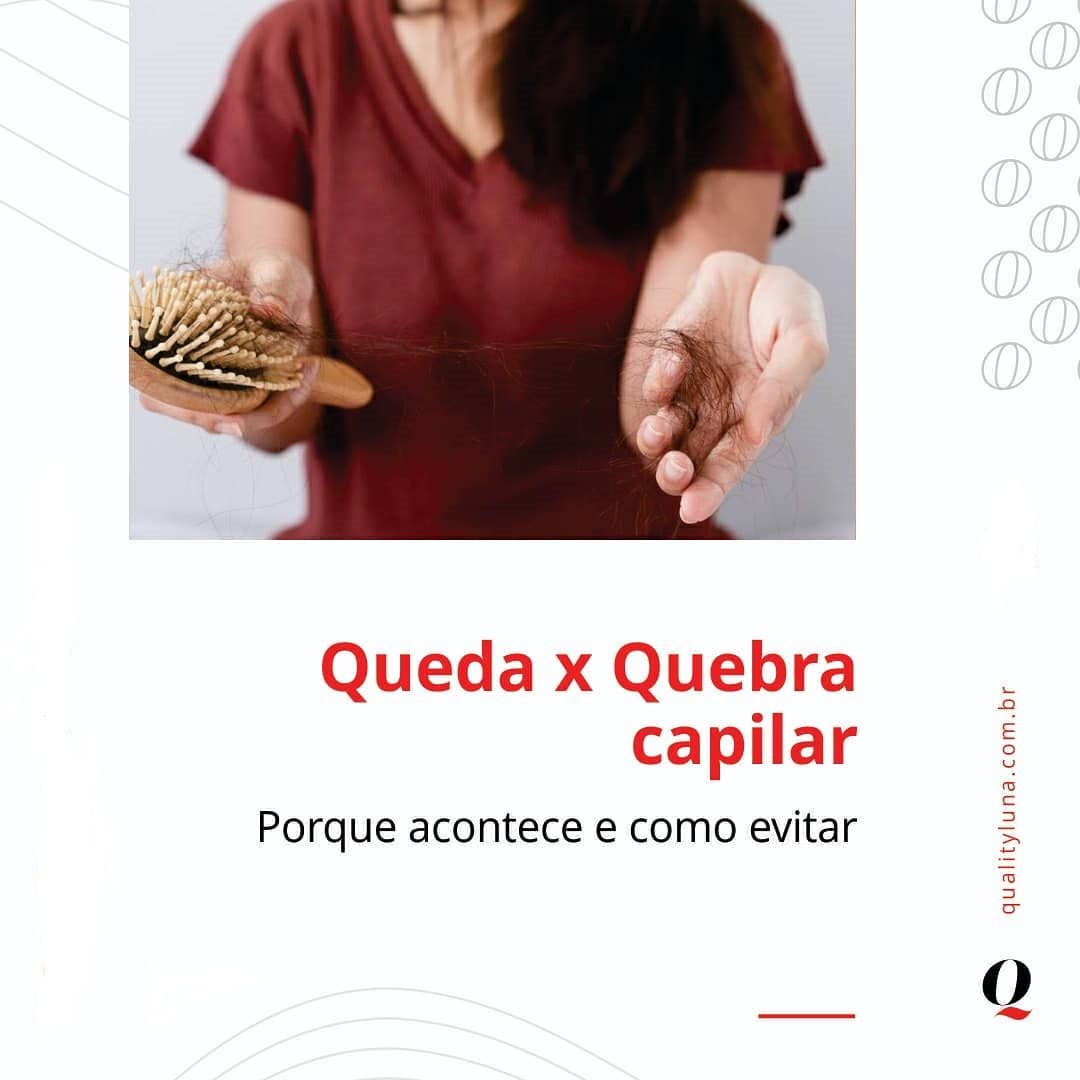 Queda x Quebra
capilar
Porque acontece e como evitar
qualityluna.com.br
Q